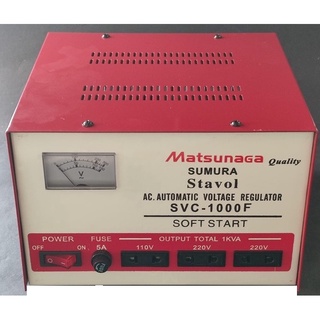 Matsunaga Quality
SUMURA
Stavol
AC. AUTOMATIC VOLTAGE REGULATOR
SVC-1000F
SOFT START
V
POWER FUSE OUTPUT TOTAL 1KVA
OFF ON 5A 110V 220V 220V